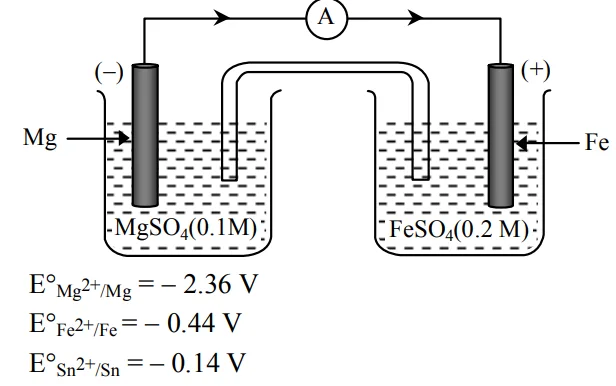 A
(–) (+)
Mg Fe
MgSO₄(0.1M) FeSO₄(0.2 M)
E°Mg²⁺/Mg = – 2.36 V
E°Fe²⁺/Fe = – 0.44 V
E°Sn²⁺/Sn = – 0.14 V